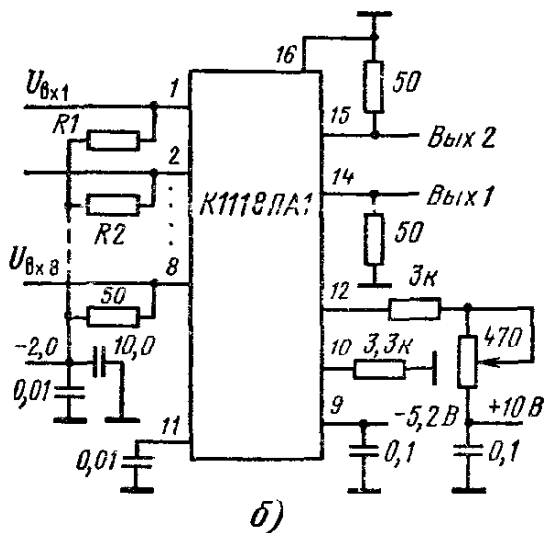 16
50
U вх1
1
15
R1
Вых 2
2
14
К1118ПА1
Вых 1
R2
50
U вх8
8
12
3к
50
470
-2,0
10,0
10
3,3к
0,01
9
-5,2 В
+10 В
11
0,01
0,1
0,1
б)